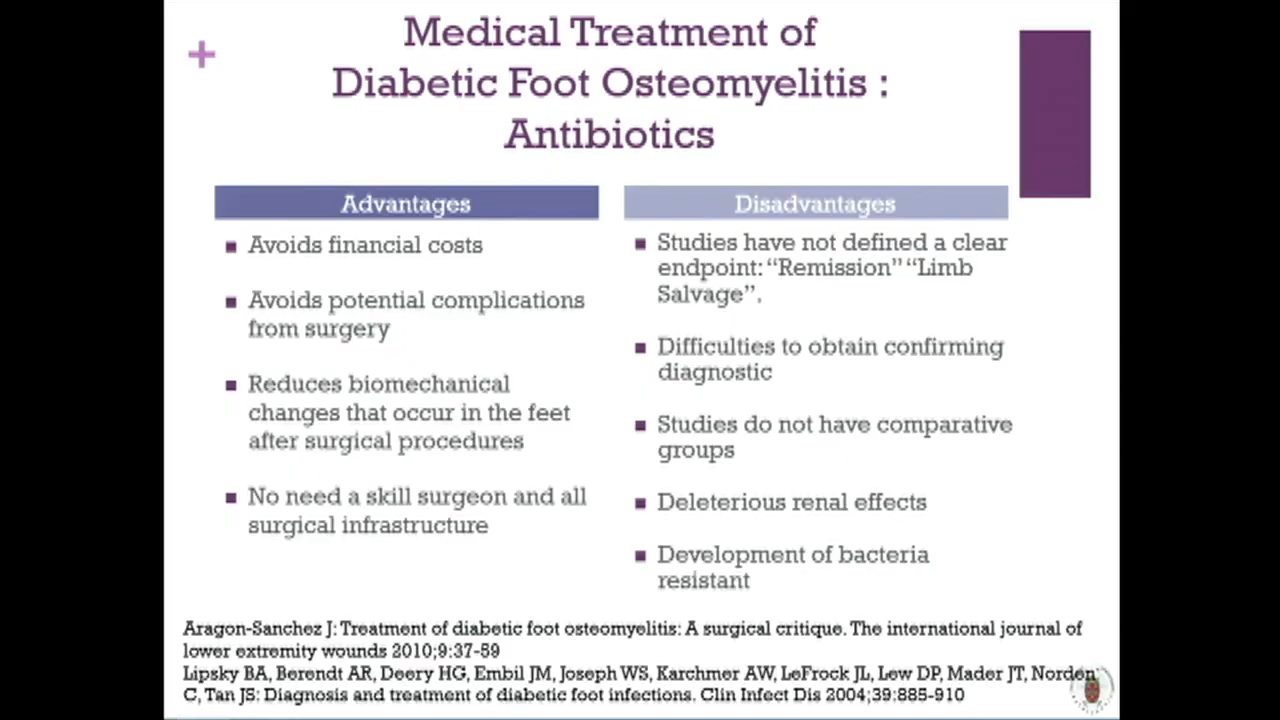 +
Medical Treatment of
Diabetic Foot Osteomyelitis :
Antibiotics
Advantages
Avoids financial costs
Avoids potential complications
from surgery
Reduces biomechanical
changes that occur in the feet
after surgical procedures
No need a skill surgeon and all
surgical infrastructure
Disadvantages
Studies have not defined a clear
endpoint: “Remission” “Limb
Salvage”.
Difficulties to obtain confirming
diagnostic
Studies do not have comparative
groups
Deleterious renal effects
Development of bacteria
resistant
Aragon-Sanchez J: Treatment of diabetic foot osteomyelitis: A surgical critique. The international journal of
lower extremity wounds 2010;9:37-59
Lipsky BA, Berendt AR, Deery HG, Embil JM, Joseph WS, Karchmer AW, LeFrock JL, Lew DP, Mader JT, Norden
C, Tan JS: Diagnosis and treatment of diabetic foot infections. Clin Infect Dis 2004;39:885-910